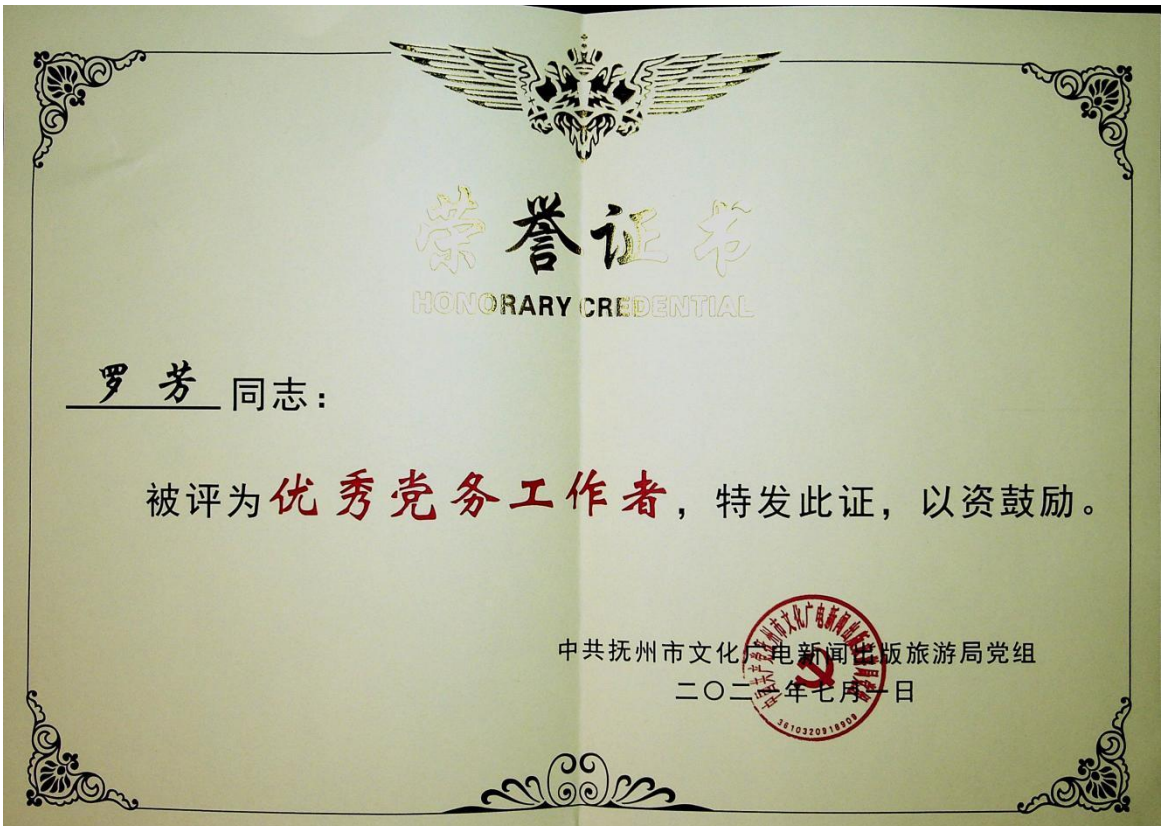 荣誉证书
HONORARY CREDENTIAL
罗芳同志：
被评为优秀党务工作者，特发此证，以资鼓励。
中共抚州市文化广电新闻出版旅游局党组
二〇二一年七月一日